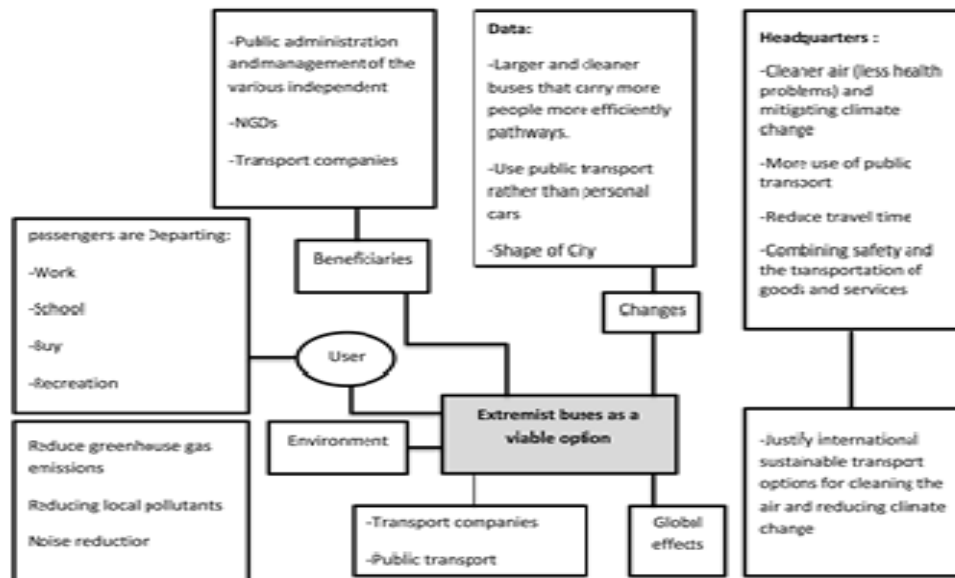 -Public administration
and management of the
various independent
-NGOs
-Transport companies
Data:
-Larger and cleaner
buses that carry more
people more efficiently
pathways.
-Use public transport
rather than personal
cars
-Shape of City
Headquarters :
-Cleaner air (less health
problems) and
mitigating climate
change
-More use of public
transport
-Reduce travel time
-Combining safety and
the transportation of
goods and services
passengers are Departing:
-Work
-School
-Buy
-Recreation
Beneficiaries
Changes
User
Extremist buses as a
viable option
Environment
Reduce greenhouse gas
emissions
Reducing local pollutants
Noise reduction
-Transport companies
-Public transport
Global
effects
-Justify international
sustainable transport
options for cleaning the
air and reducing climate
change